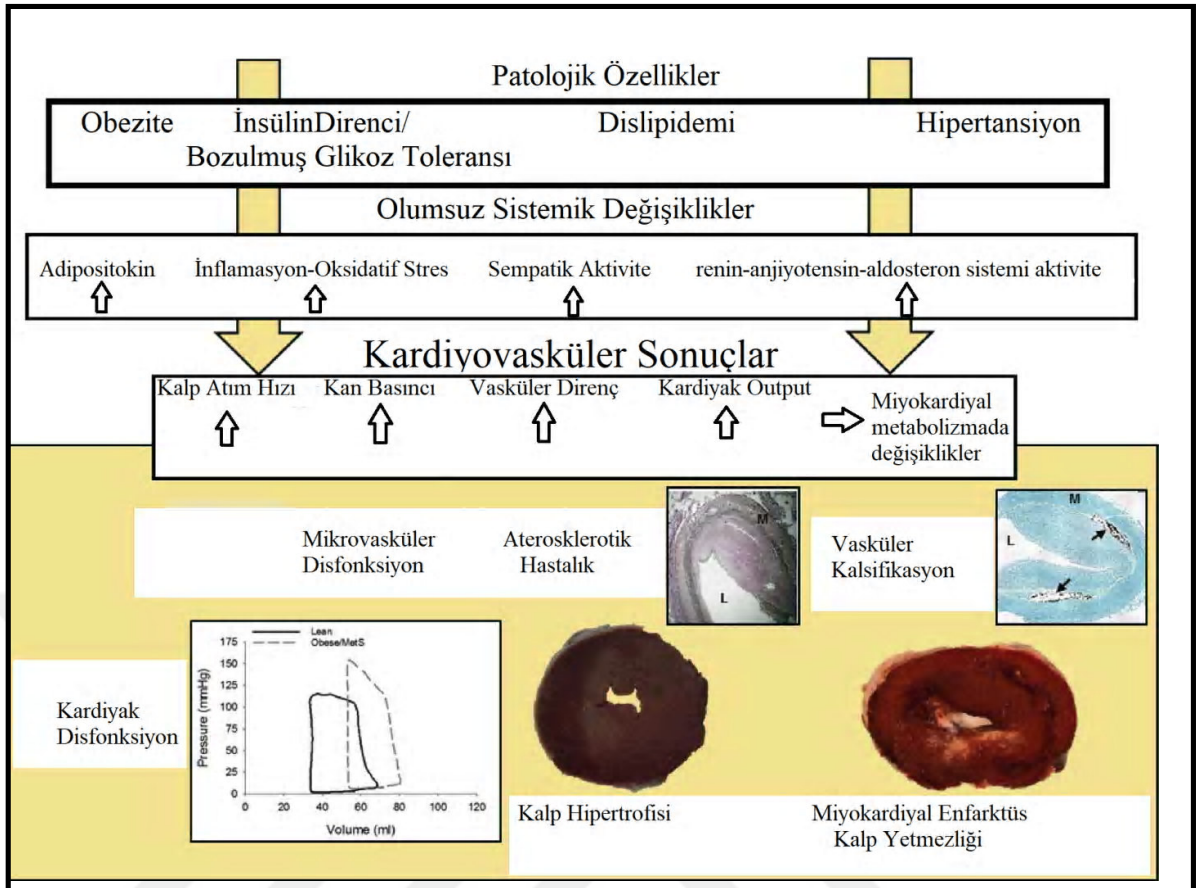 Patolojik Özellikler
Obezite İnsülinDirenci/ Dislipidemi Hipertansiyon
Bozulmuş Glikoz Toleransı
Olumsuz Sistemik Değişiklikler
Adipositokin İnflamasyon-Oksidatif Stres Sempatik Aktivite renin-anjiyotensin-aldosteron sistemi aktivite
Kardiyovasküler Sonuçlar
Kalp Atım Hızı Kan Basıncı Vasküler Direnç Kardiyak Output
Miyokardiyal
metabolizmada
değişiklikler
Mikrovasküler
Disfonksiyon
Aterosklerotik
Hastalık
M
L
Vasküler
Kalsifikasyon
M
L
Kardiyak
Disfonksiyon
Lean
Obese/MetS
Pressure (mmHg)
175
150
125
100
75
50
25
0
0 20 40 60 80 100 120
Volume (ml)
Kalp Hipertrofisi
Miyokardiyal Enfarktüs
Kalp Yetmezliği